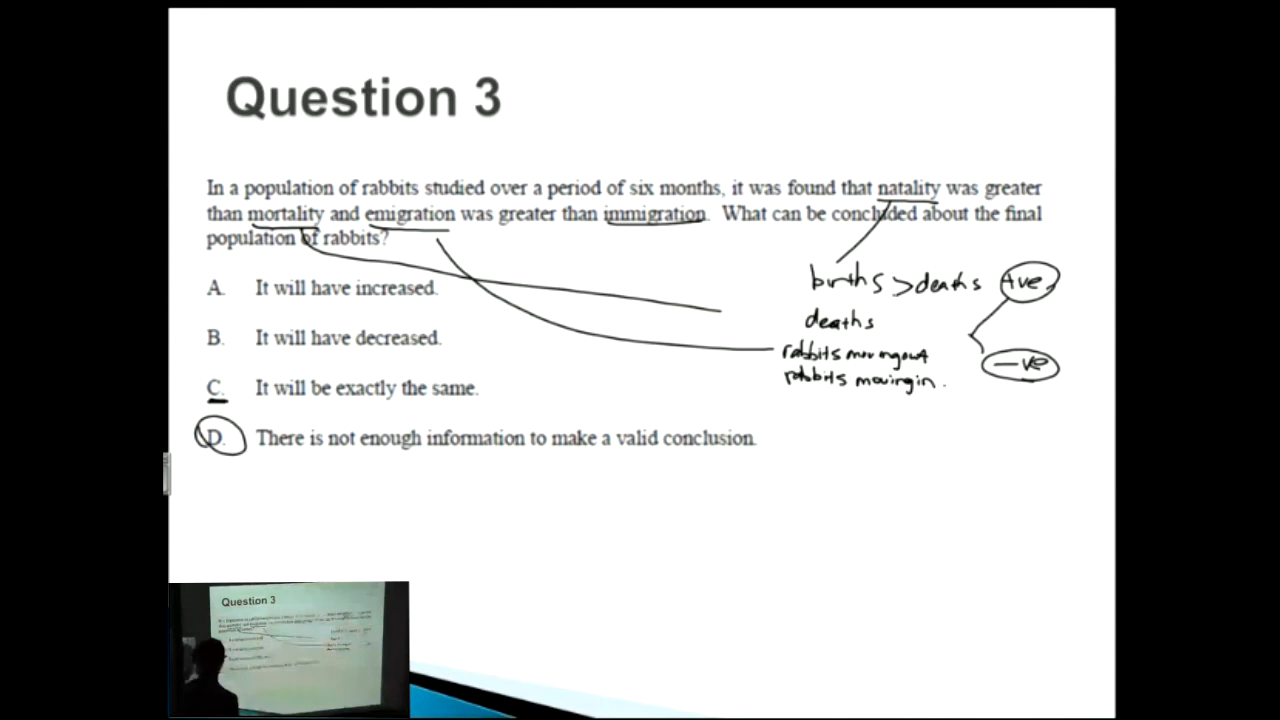 Question 3
In a population of rabbits studied over a period of six months, it was found that natality was greater
than mortality and emigration was greater than immigration. What can be concluded about the final
population of rabbits?
A. It will have increased.
B. It will have decreased.
C. It will be exactly the same.
D. There is not enough information to make a valid conclusion.
births > deaths +ve
deaths
rabbits moving out
rabbits moving in.
-ve
Question 3